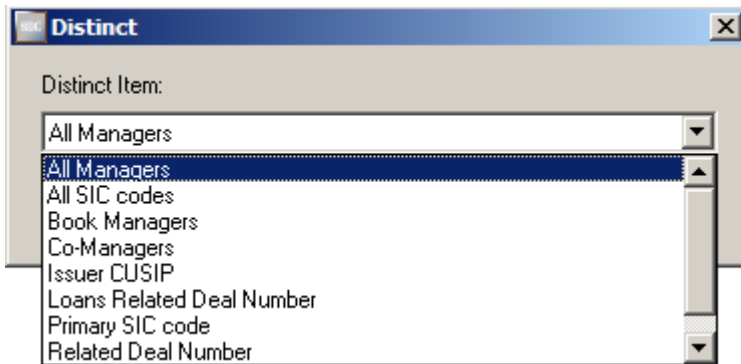 SDC Distinct
Distinct Item:
All Managers
All Managers
All SIC codes
Book Managers
Co-Managers
Issuer CUSIP
Loans Related Deal Number
Primary SIC code
Related Deal Number